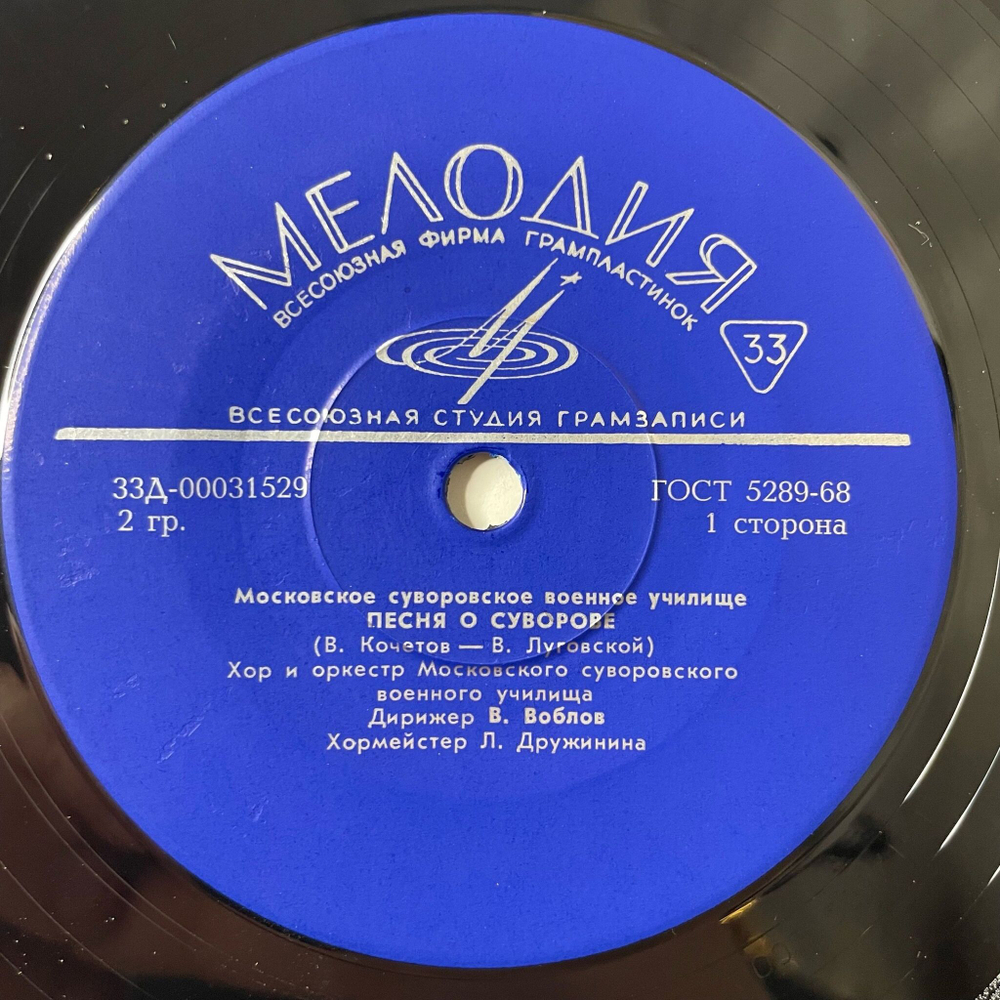 МЕЛОДИЯ
ВСЕСОЮЗНАЯ ФИРМА ГРАМПЛАСТИНОК
33
ВСЕСОЮЗНАЯ СТУДИЯ ГРАМЗАПИСИ
33Д-00031529
2 гр.
ГОСТ 5289-68
1 сторона
Московское суворовское военное училище
ПЕСНЯ О СУВОРОВЕ
(В. Кочетов — В. Луговской)
Хор и оркестр Московского суворовского
военного училища
Дирижер В. Воблов
Хормейстер Л. Дружинина